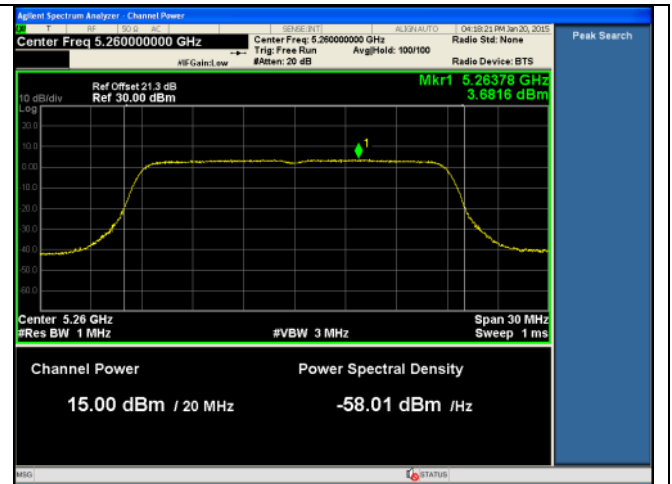 Agilent Spectrum Analyzer - Channel Power
T RF 50 Ω AC SENSE:INT ALIGNAUTO 04:18:21 PM Jan 20, 2015
Center Freq 5.260000000 GHz Center Freq: 5.260000000 GHz Radio Std: None Peak Search
Trig: Free Run Avg|Hold: 100/100
#IFGain:Low #Atten: 20 dB Radio Device: BTS
Ref Offset 21.3 dB Mkr1 5.26378 GHz
10 dB/div Ref 30.00 dBm 3.6816 dBm
Log
20.0
10.0
1
0.00
-10.0
-20.0
-30.0
-40.0
-50.0
-60.0
Center 5.26 GHz Span 30 MHz
#Res BW 1 MHz #VBW 3 MHz Sweep 1 ms
Channel Power Power Spectral Density
15.00 dBm / 20 MHz -58.01 dBm /Hz
MSG STATUS